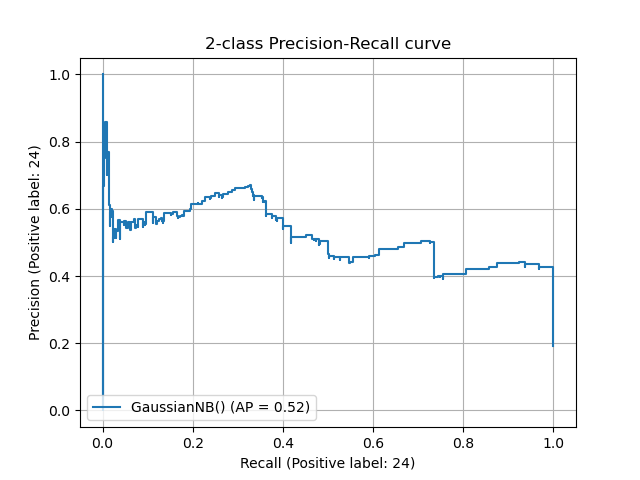 2-class Precision-Recall curve
Precision (Positive label: 24)
1.0
0.8
0.6
0.4
0.2
0.0
GaussianNB() (AP = 0.52)
0.0 0.2 0.4 0.6 0.8 1.0
Recall (Positive label: 24)